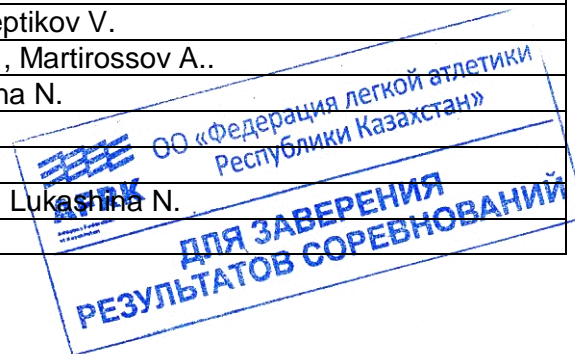 eptikov V.
, Martirossov A..
na N.
ОО «Федерация легкой атлетики
Республики Казахстан»
Lukashina N.
ДЛЯ ЗАВЕРЕНИЯ
РЕЗУЛЬТАТОВ СОРЕВНОВАНИЙ